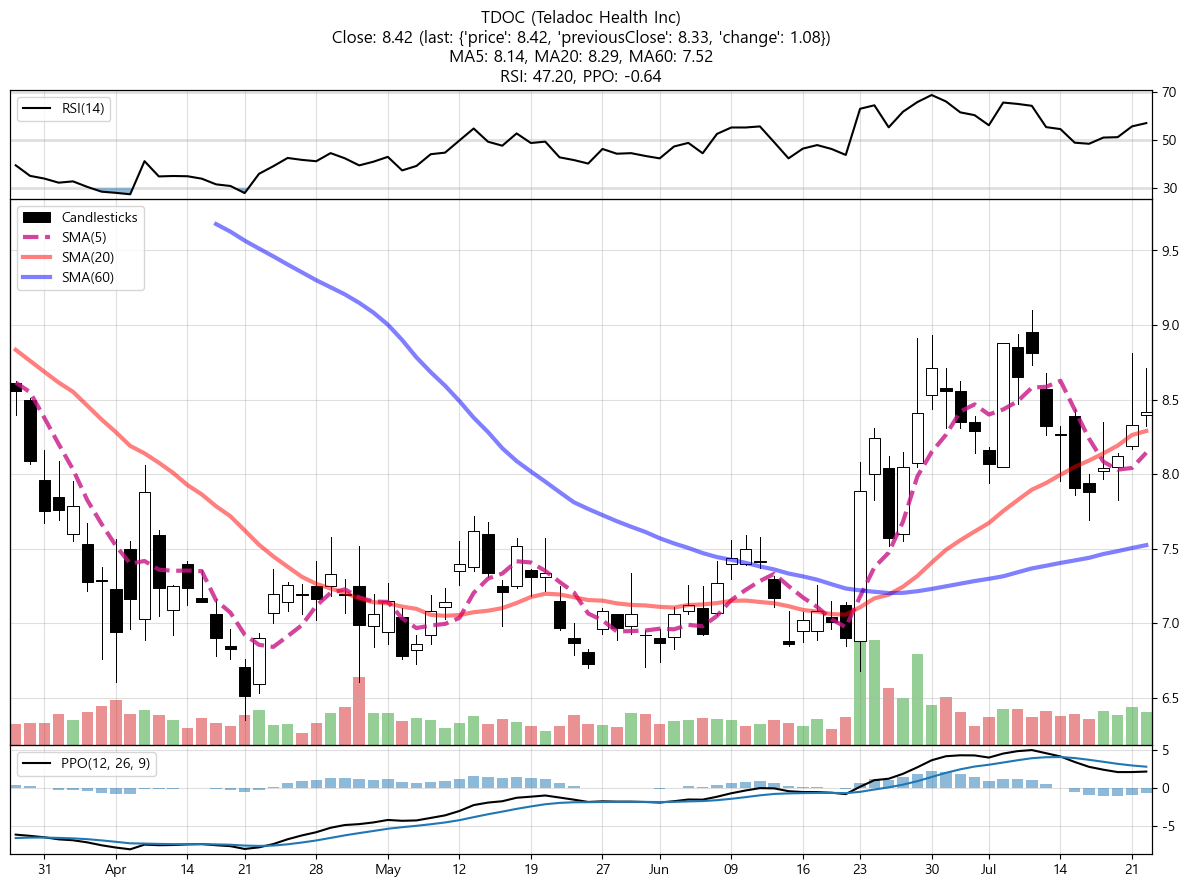 TDOC (Teladoc Health Inc)
Close: 8.42 (last: {'price': 8.42, 'previousClose': 8.33, 'change': 1.08})
MA5: 8.14, MA20: 8.29, MA60: 7.52
RSI: 47.20, PPO: -0.64
RSI(14)
70
50
30
Candlesticks
SMA(5)
SMA(20)
SMA(60)
9.5
9.0
8.5
8.0
7.5
7.0
6.5
PPO(12, 26, 9)
5
0
-5
31 Apr 14 21 28 May 12 19 27 Jun 09 16 23 30 Jul 14 21